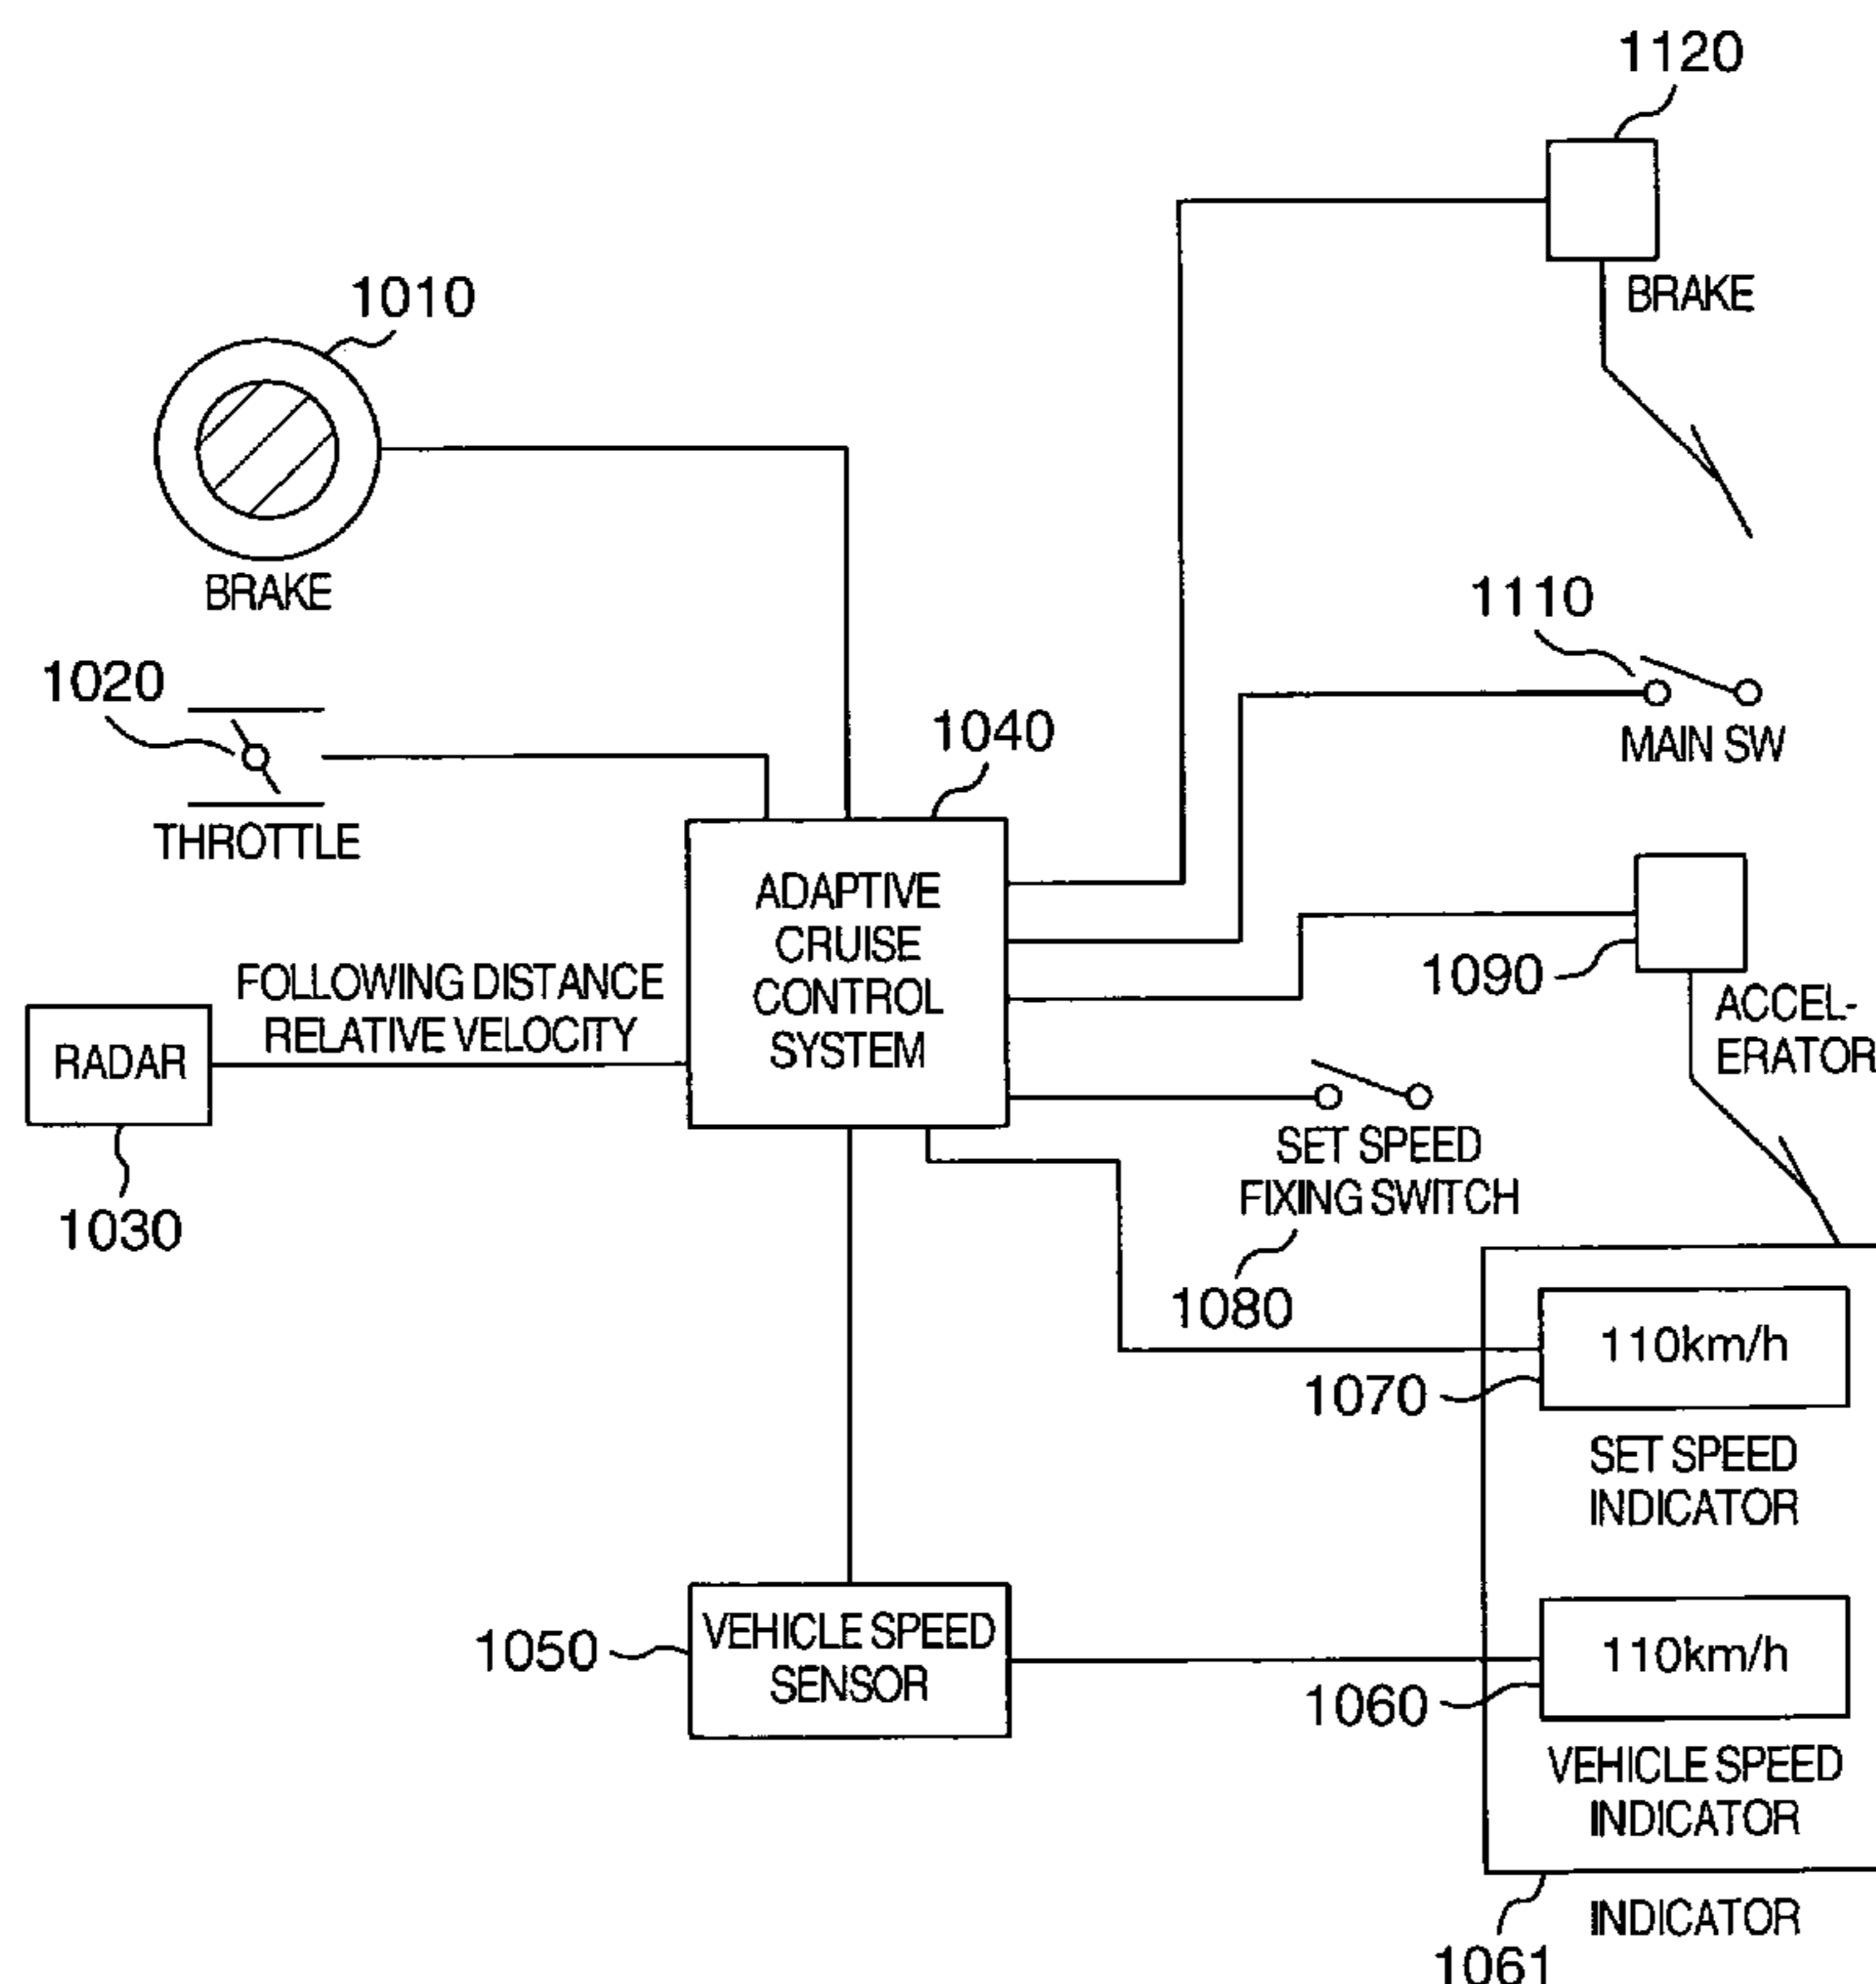 1120
BRAKE
1010
BRAKE
1110
MAIN SW
1020
THROTTLE
1040
ADAPTIVE
CRUISE
CONTROL
SYSTEM
1090
ACCEL-
ERATOR
FOLLOWING DISTANCE
RELATIVE VELOCITY
RADAR
1030
SET SPEED
FIXING SWITCH
1080
110km/h
1070
SET SPEED
INDICATOR
1050
VEHICLE SPEED
SENSOR
110km/h
1060
VEHICLE SPEED
INDICATOR
INDICATOR
1061